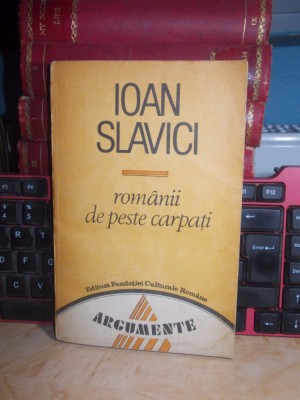 IOAN
SLAVICI
românii
de peste carpați
Editura Fundației Culturale Române
ARGUMENTE